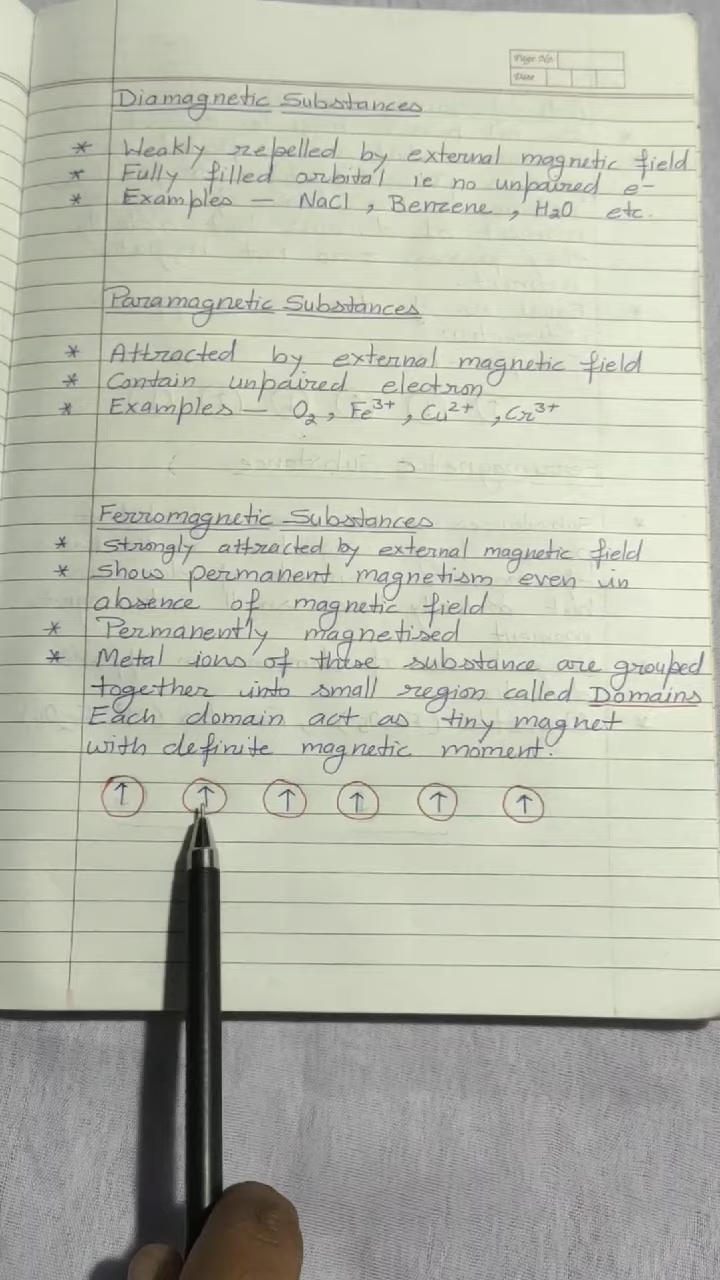 Page No.
Date
Diamagnetic Substances
* Weakly repelled by external magnetic field
* Fully filled orbital ie no unpaired e-
* Examples — NaCl , Benzene , H₂O etc.
Paramagnetic Substances
* Attracted by external magnetic field
* Contain unpaired electron
* Examples — O₂ , Fe³⁺ , Cu²⁺ , Cr³⁺
Ferromagnetic Substances
* Strongly attracted by external magnetic field
* Show permanent magnetism even in
absence of magnetic field
* Permanently magnetised
* Metal ions of these substance are grouped
together into small region called Domains
Each domain act as tiny magnet
with definite magnetic moment.
↑ ↑ ↑ ↑ ↑ ↑